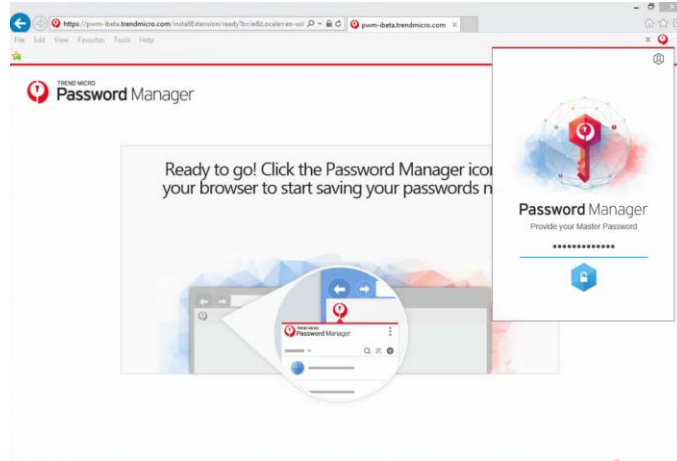 https://pwm-ibeta.trendmicro.com/installExtension/ready?b=ie&Locale=en-us
pwm-ibeta.trendmicro.com
File Edit View Favorites Tools Help
TREND MICRO
Password Manager
Ready to go! Click the Password Manager icon
your browser to start saving your passwords n
Password Manager
Provide your Master Password
TREND MICRO
Password Manager